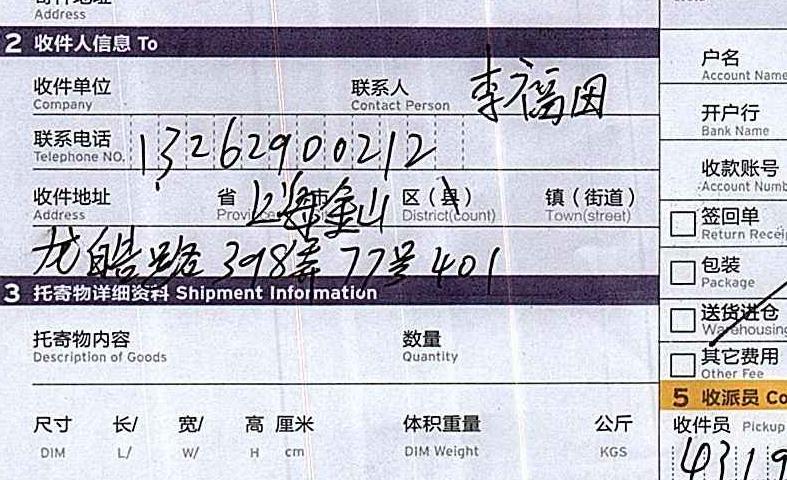 Address
2 收件人信息 To
收件单位 联系人 李福因
Company Contact Person
联系电话 13262900212
Telephone NO.
收件地址 省 上海市金山 区（县） 镇（街道）
Address Province District(count) Town(street)
龙皓路398弄77号401
3 托寄物详细资料 Shipment Information
托寄物内容 数量
Description of Goods Quantity
尺寸 长/ 宽/ 高 厘米 体积重量 公斤
DIM L/ W/ H cm DIM Weight KGS
户名
Account Name
开户行
Bank Name
收款账号
Account Numb
签回单
Return Receip
包装
Package
送货进仓
Warehousing
其它费用
Other Fee
5 收派员 Co
收件员 Pickup
4319